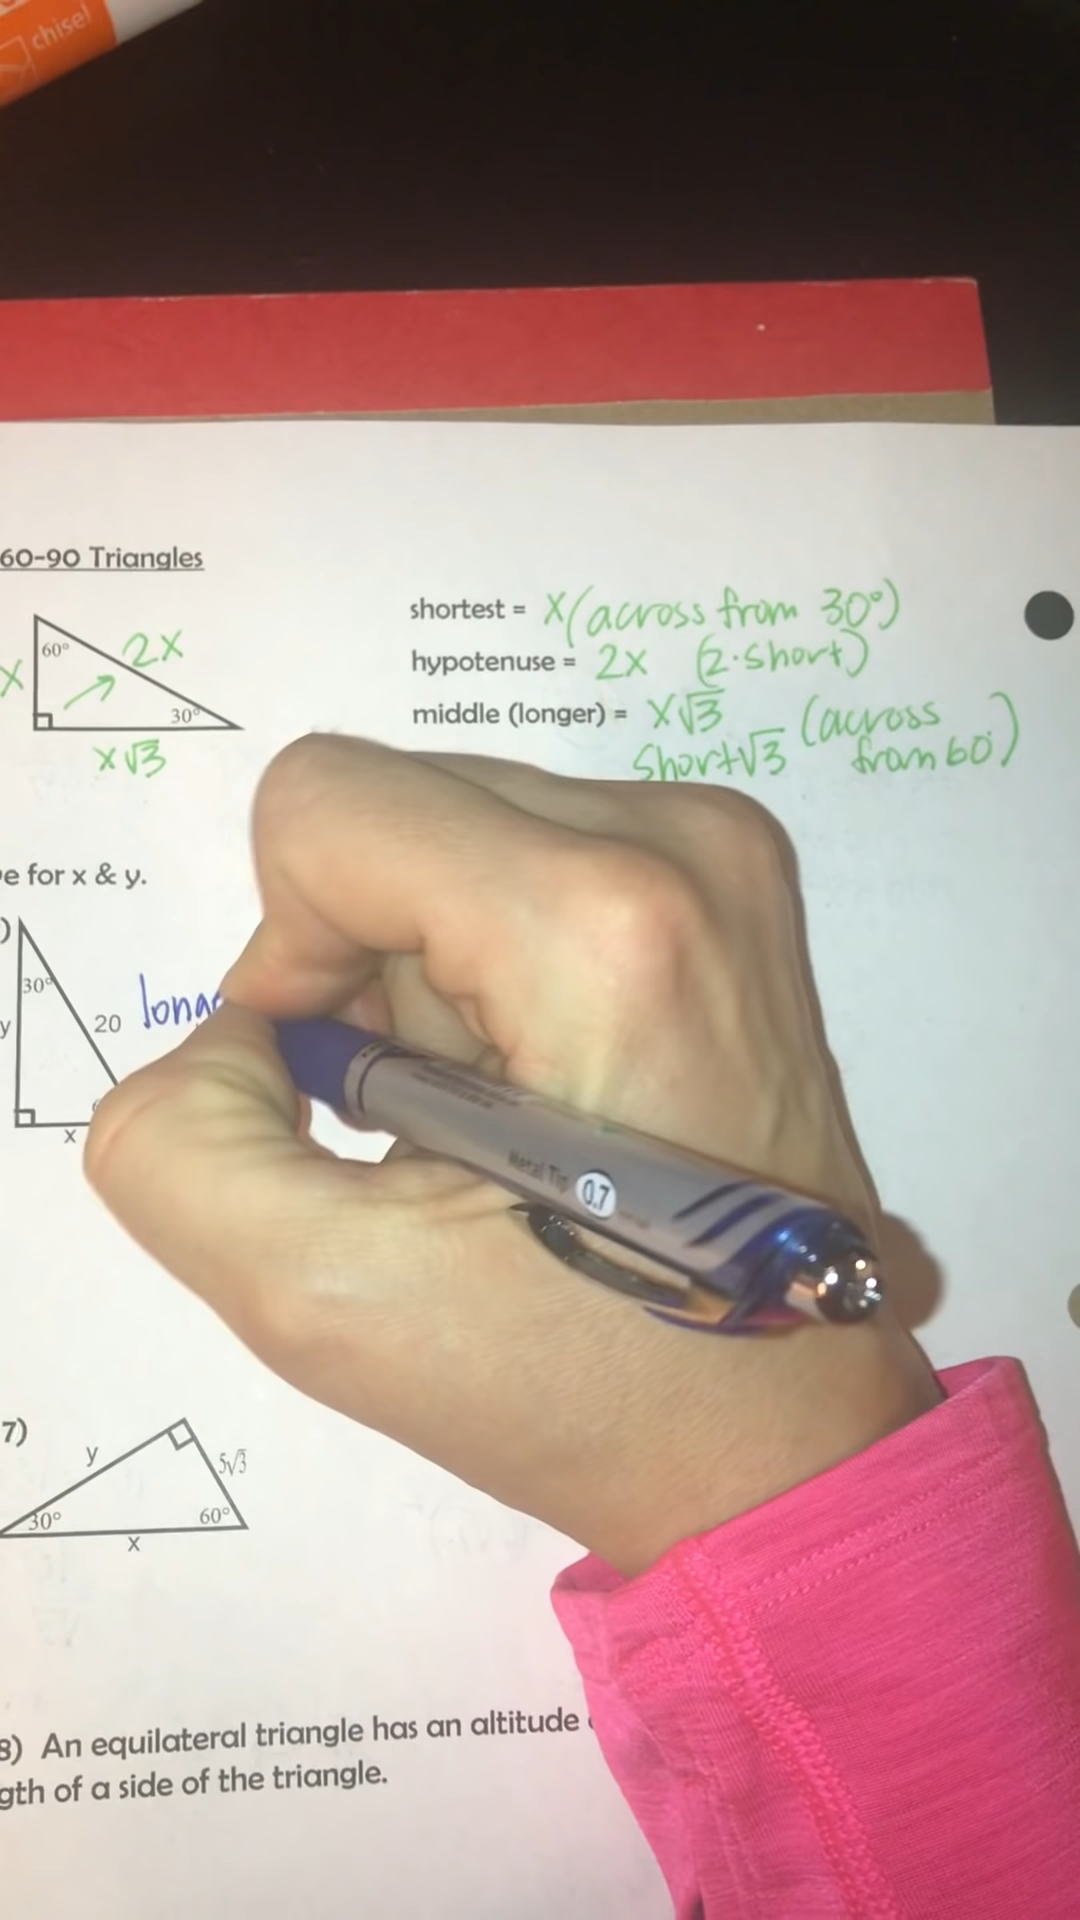 chisel
60-90 Triangles
60°
2x
x
30°
x√3
shortest = x (across from 30°)
hypotenuse = 2x (2·short)
middle (longer) = x√3 (across
short√3 from 60°)
e for x & y.
)
30°
y
20
long
x
Metal Tip 0.7
7)
y
5√3
30°
60°
x
8) An equilateral triangle has an altitude
gth of a side of the triangle.